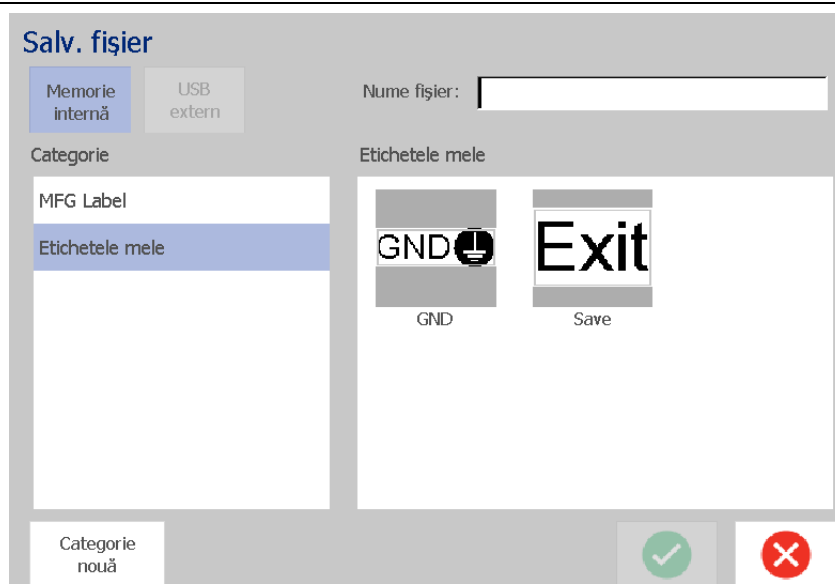 Salv. fişier
Memorie
internă
USB
extern
Nume fişier:
Categorie
Etichetele mele
MFG Label
Etichetele mele
GND
Exit
GND
Save
Categorie
nouă